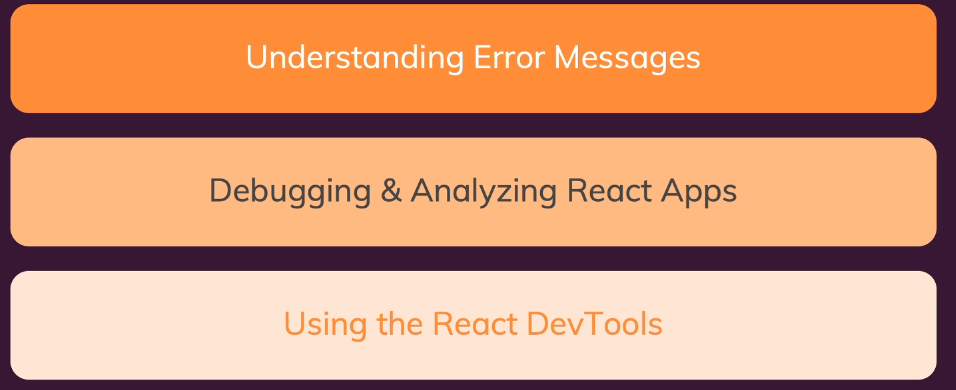 Understanding Error Messages
Debugging & Analyzing React Apps
Using the React DevTools